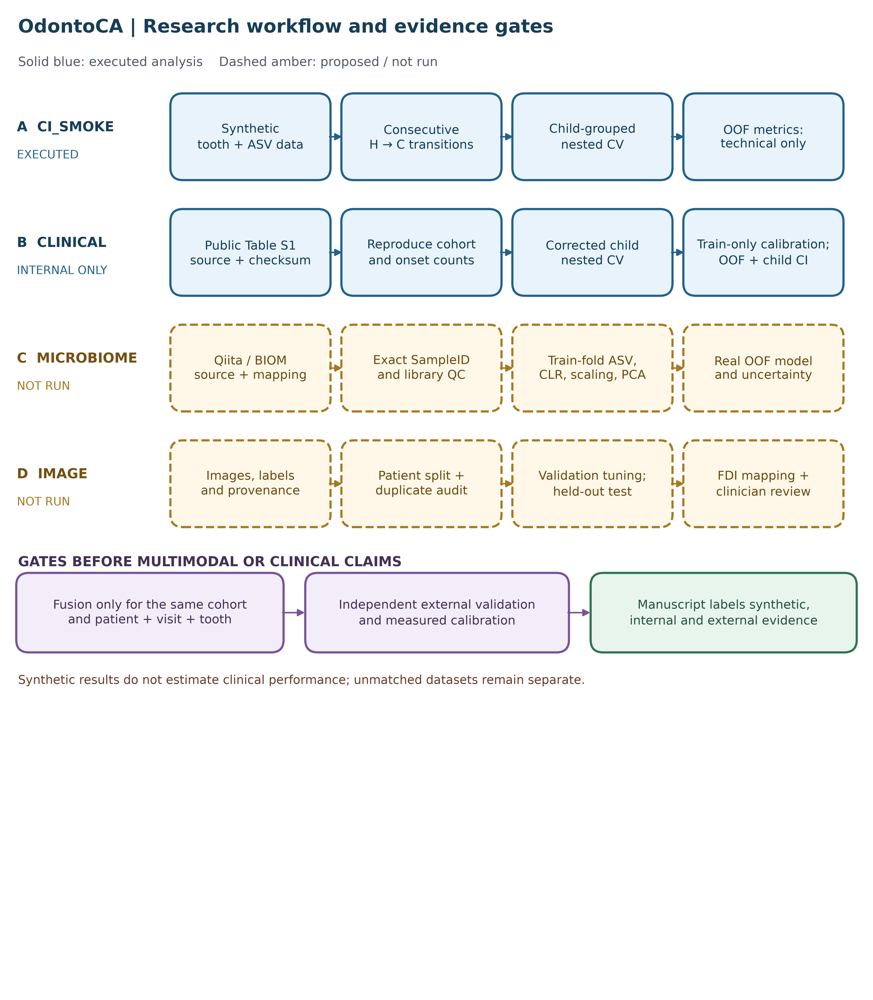 OdontoCA | Research workflow and evidence gates
Solid blue: executed analysis    Dashed amber: proposed / not run
A  CI_SMOKE
EXECUTED
Synthetic
tooth + ASV data
Consecutive
H → C transitions
Child-grouped
nested CV
OOF metrics:
technical only
B  CLINICAL
INTERNAL ONLY
Public Table S1
source + checksum
Reproduce cohort
and onset counts
Corrected child
nested CV
Train-only calibration;
OOF + child CI
C  MICROBIOME
NOT RUN
Qiita / BIOM
source + mapping
Exact SampleID
and library QC
Train-fold ASV,
CLR, scaling, PCA
Real OOF model
and uncertainty
D  IMAGE
NOT RUN
Images, labels
and provenance
Patient split +
duplicate audit
Validation tuning;
held-out test
FDI mapping +
clinician review
GATES BEFORE MULTIMODAL OR CLINICAL CLAIMS
Fusion only for the same cohort
and patient + visit + tooth
Independent external validation
and measured calibration
Manuscript labels synthetic,
internal and external evidence
Synthetic results do not estimate clinical performance; unmatched datasets remain separate.